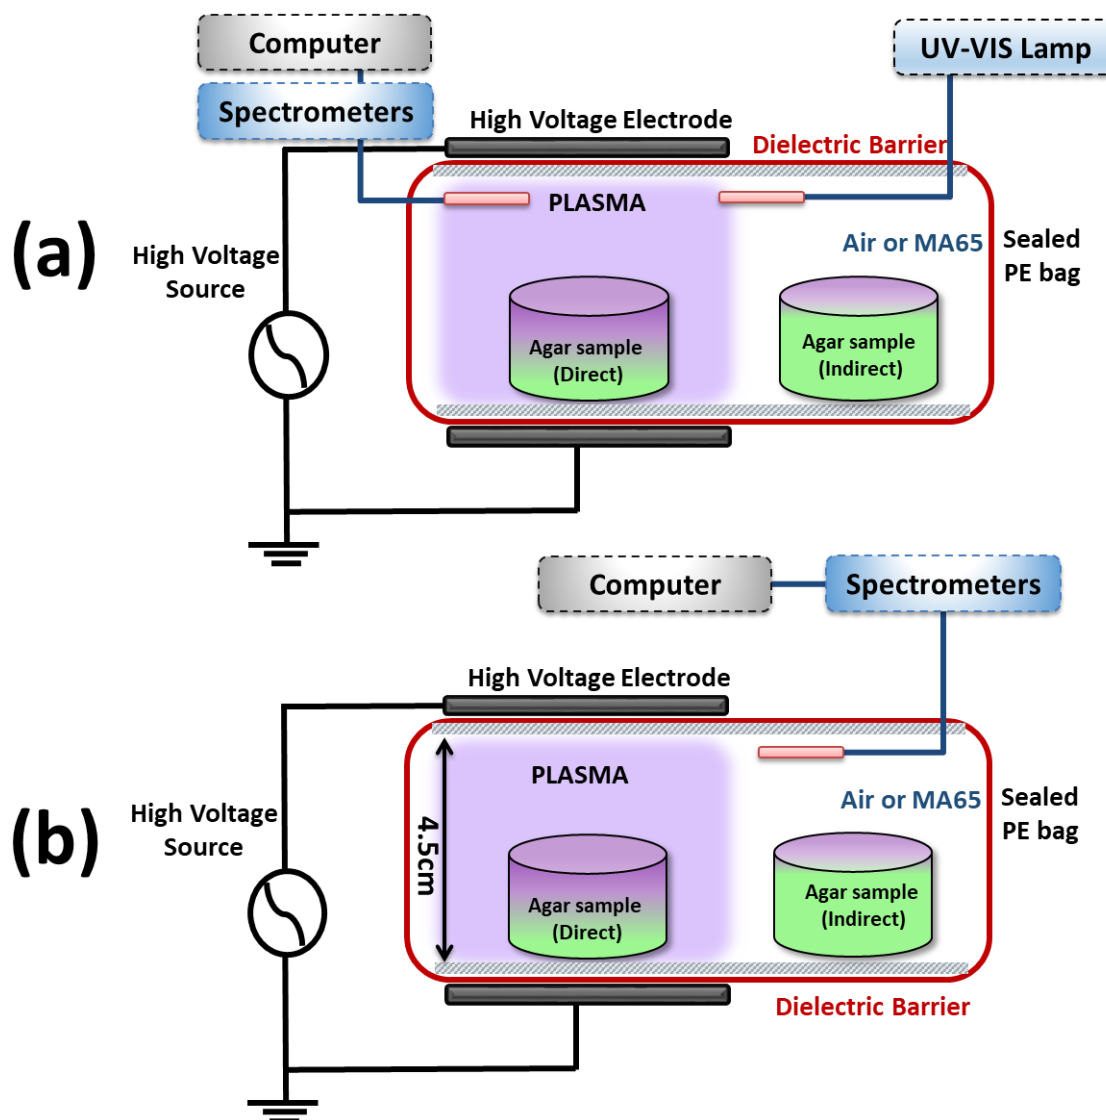 Computer
UV-VIS Lamp
Spectrometers
High Voltage Electrode
Dielectric Barrier
PLASMA
(a)
High Voltage
Source
Air or MA65
Sealed
PE bag
Agar sample
(Direct)
Agar sample
(Indirect)
Computer
Spectrometers
High Voltage Electrode
PLASMA
(b)
High Voltage
Source
4.5cm
Air or MA65
Sealed
PE bag
Agar sample
(Direct)
Agar sample
(Indirect)
Dielectric Barrier